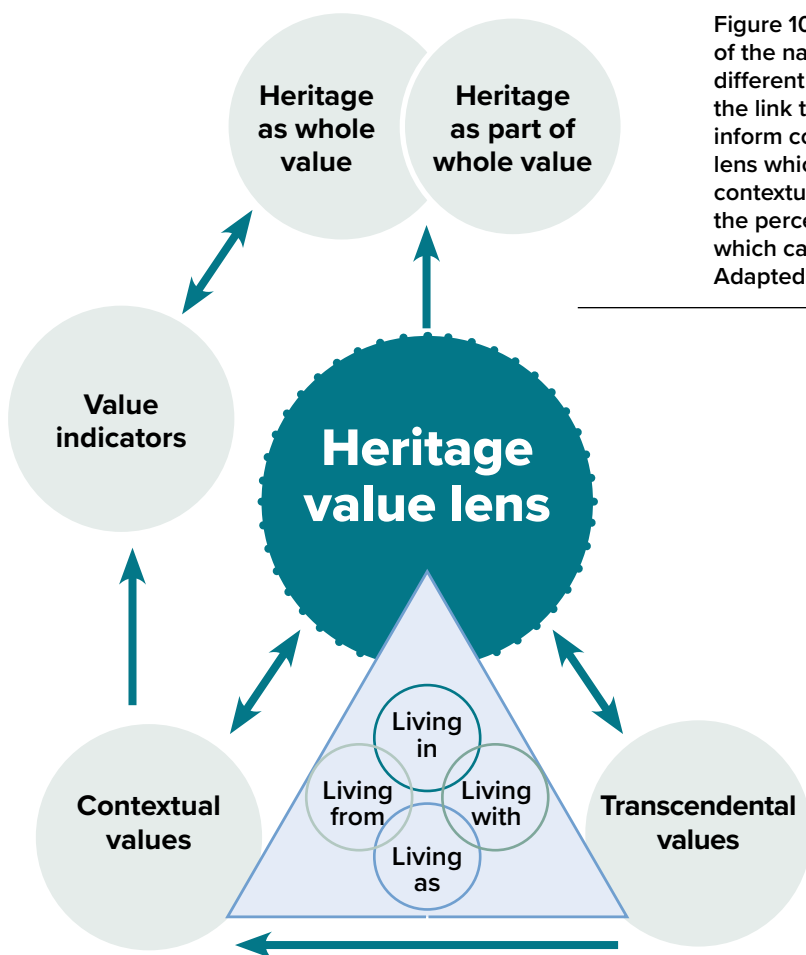 Heritage
as whole
value
Heritage
as part of
whole value
Figure 10
of the na
different
the link t
inform co
lens whic
contextu
the perce
which ca
Adapted
Value
indicators
Heritage
value lens
Living
in
Living
from
Living
with
Living
as
Contextual
values
Transcendental
values